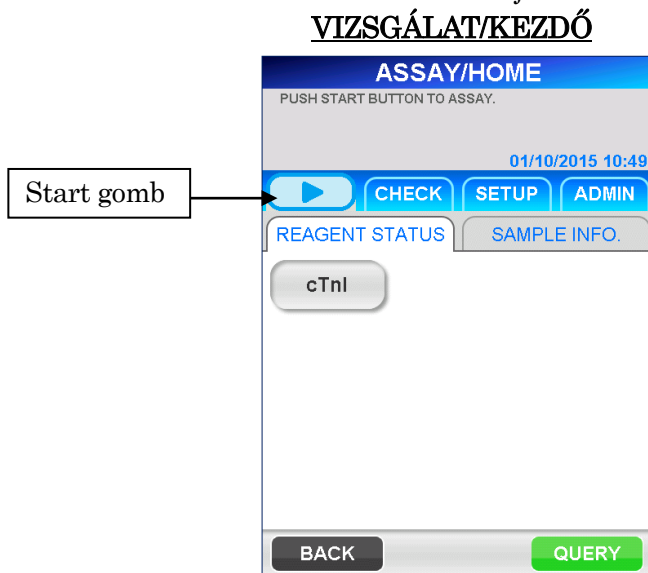 VIZSGÁLAT/KEZDŐ
ASSAY/HOME
PUSH START BUTTON TO ASSAY.
01/10/2015 10:49
Start gomb
CHECK SETUP ADMIN
REAGENT STATUS SAMPLE INFO.
cTnI
BACK QUERY